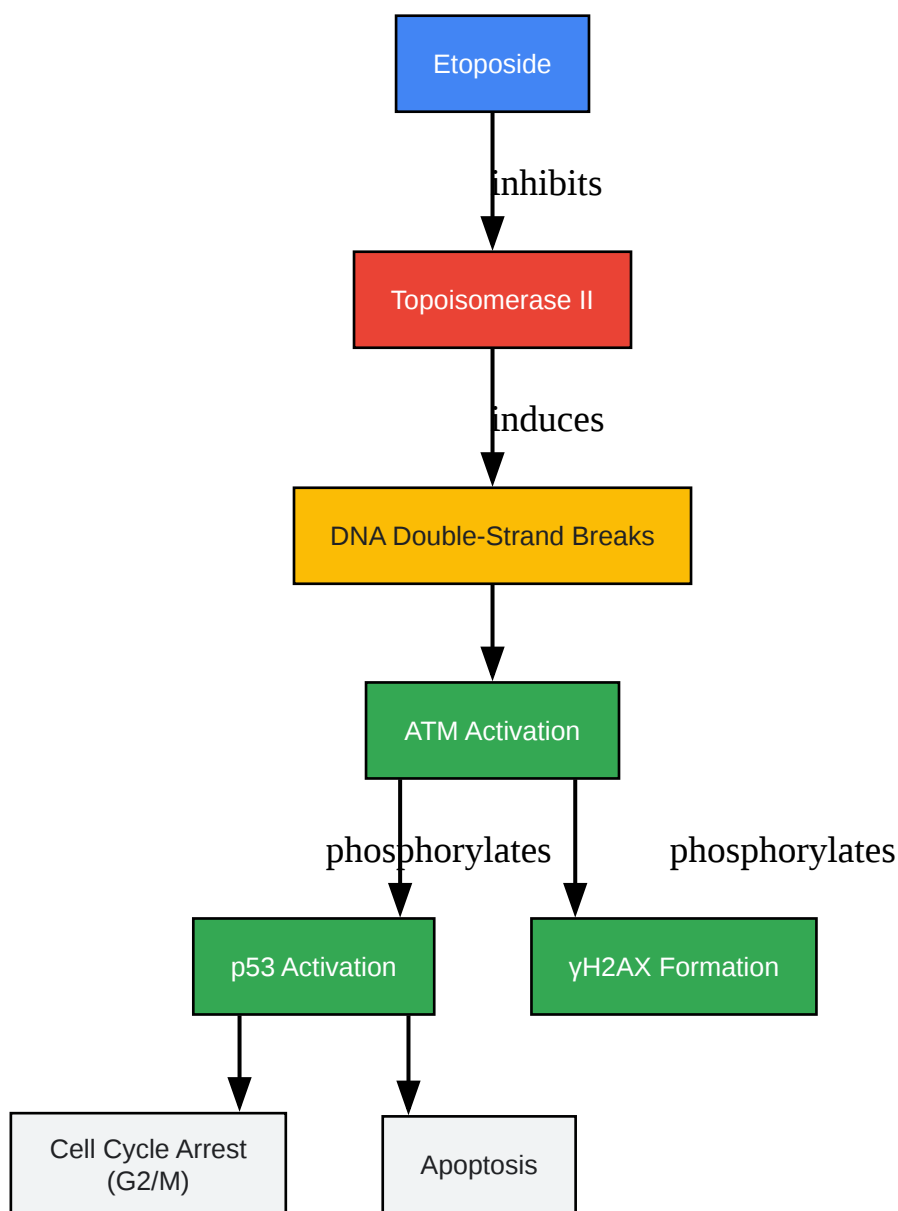 Etoposide
inhibits
Topoisomerase II
induces
DNA Double-Strand Breaks
ATM Activation
phosphorylates
phosphorylates
p53 Activation
γH2AX Formation
Cell Cycle Arrest
(G2/M)
Apoptosis